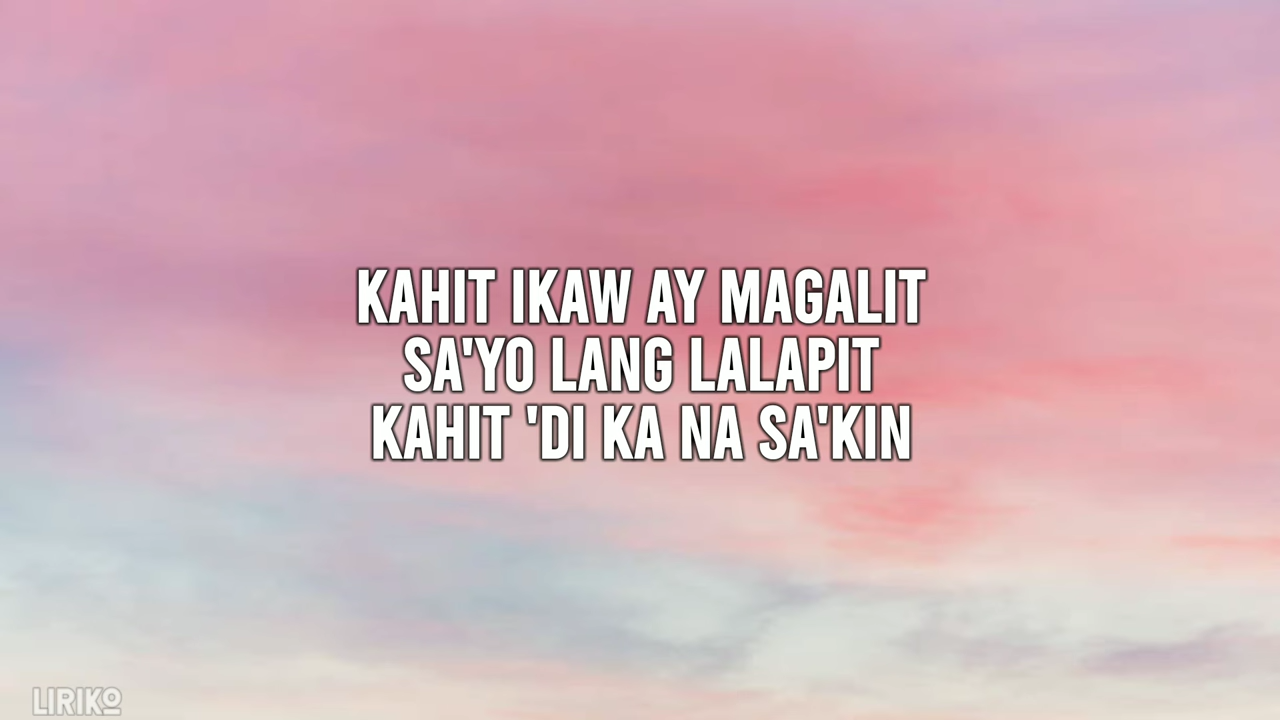 KAHIT IKAW AY MAGALIT
SA'YO LANG LALAPIT
KAHIT 'DI KA NA SA'KIN
LIRIKO